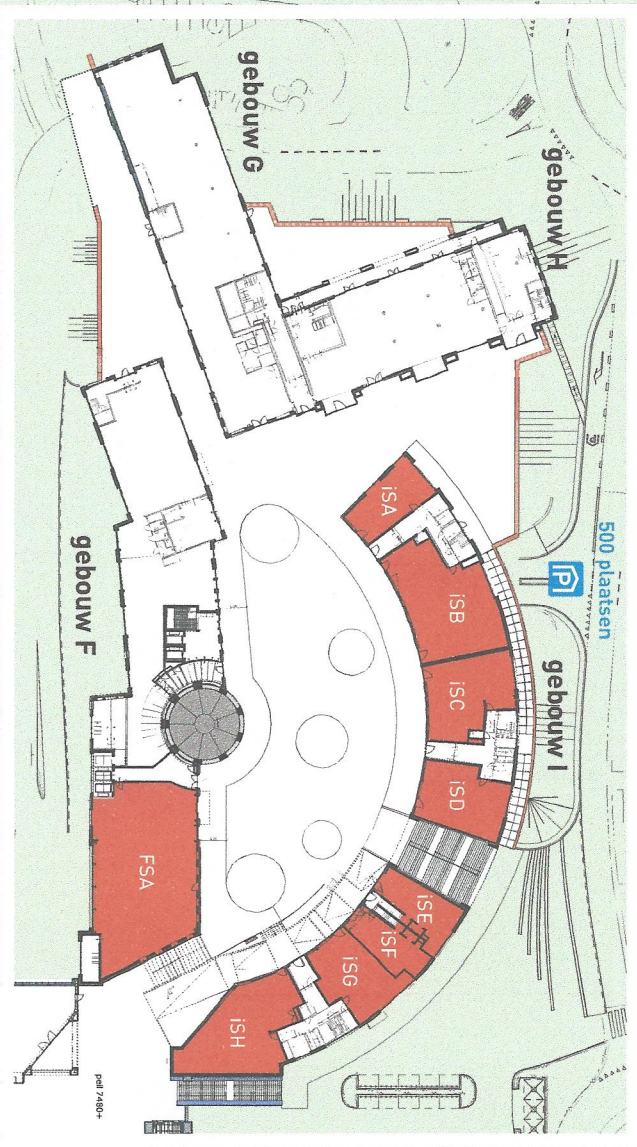 gebouw G
gebouw H
500 plaatsen
P
gebouw I
iSA
iSB
iSC
iSD
iSE
iSF
iSG
iSH
gebouw F
FSA
peil 7480+